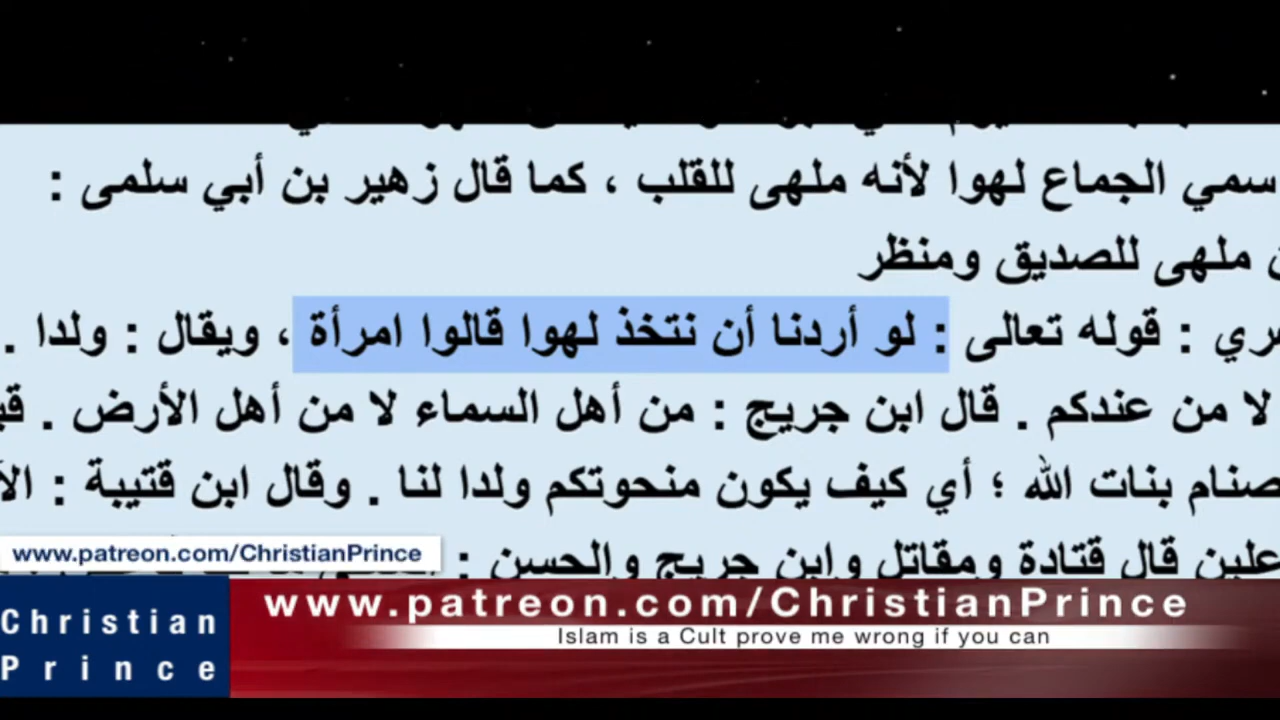 سمي الجماع لهوا لأنه ملهى للقلب ، كما قال زهير بن أبي سلمى :
ملهى للصديق ومنظر
: قوله تعالى : لو أردنا أن نتخذ لهوا قالوا امرأة ، ويقال : ولدا .
لا من عندكم . قال ابن جريج : من أهل السماء لا من أهل الأرض .
بنات الله ؛ أي كيف يكون منحوتكم ولدا لنا . وقال ابن قتيبة :
قال قتادة ومقاتل وابن جريج والحسن :
www.patreon.com/ChristianPrince
Christian
Prince
www.patreon.com/ChristianPrince
Islam is a Cult prove me wrong if you can